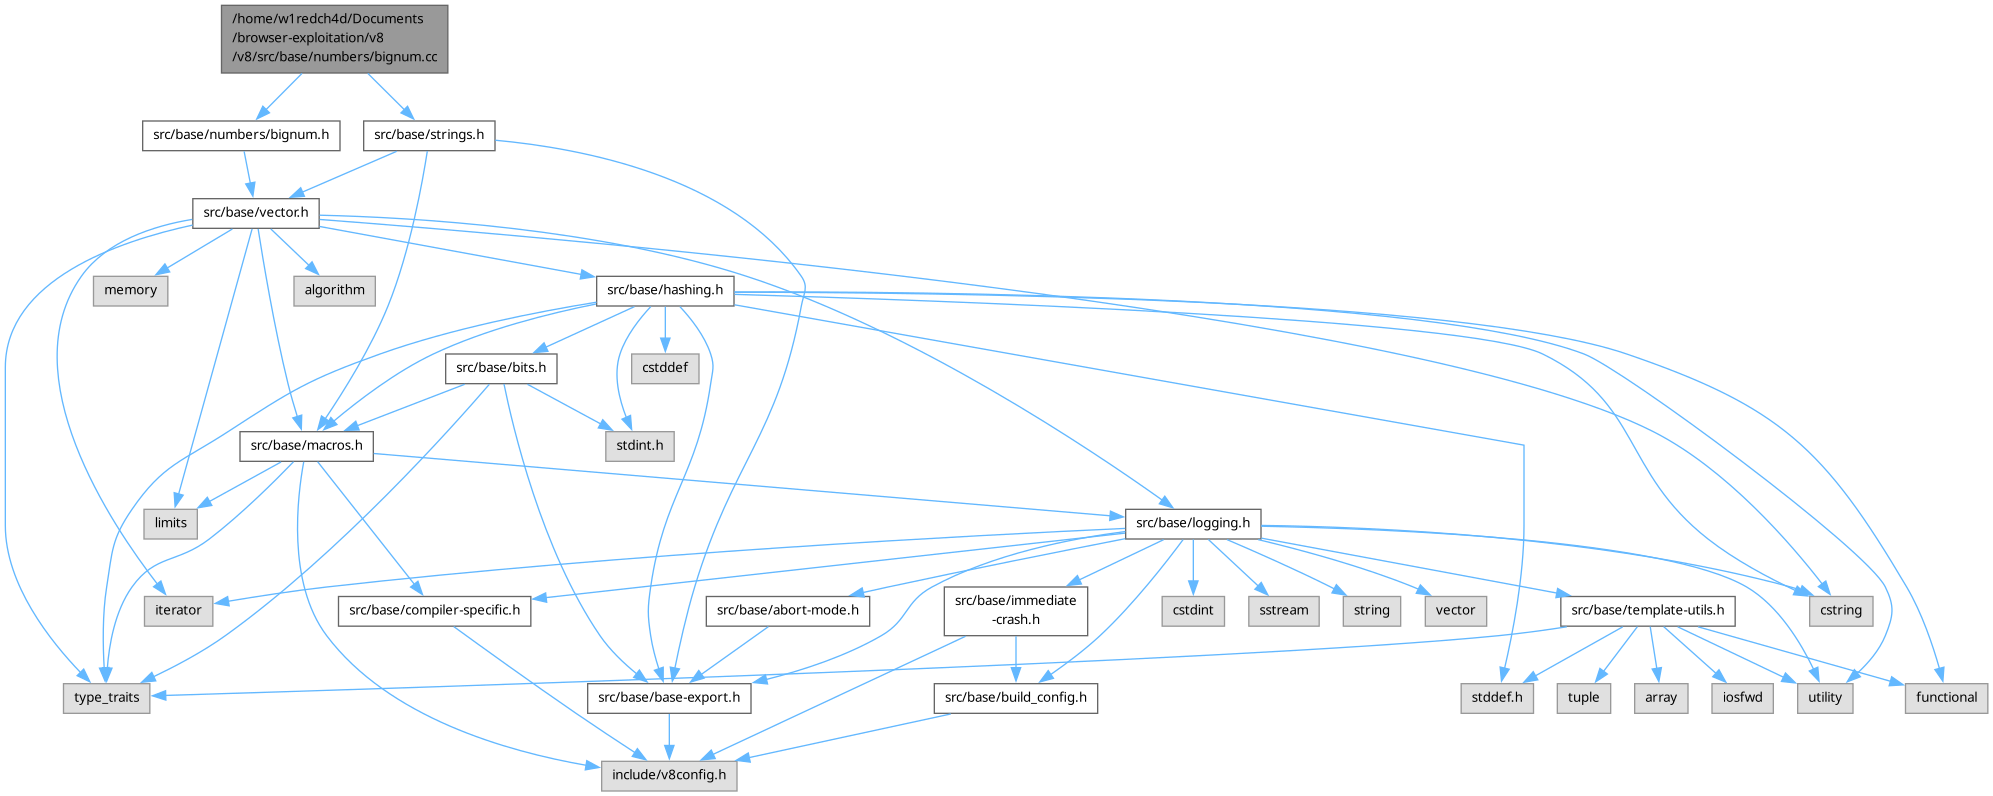 /home/w1redch4d/Documents
/browser-exploitation/v8
/v8/src/base/numbers/bignum.cc
src/base/numbers/bignum.h
src/base/strings.h
src/base/vector.h
memory
algorithm
src/base/hashing.h
src/base/bits.h
cstddef
src/base/macros.h
stdint.h
limits
src/base/logging.h
iterator
src/base/compiler-specific.h
src/base/abort-mode.h
src/base/immediate
-crash.h
cstdint
sstream
string
vector
src/base/template-utils.h
cstring
type_traits
src/base/base-export.h
src/base/build_config.h
stddef.h
tuple
array
iosfwd
utility
functional
include/v8config.h